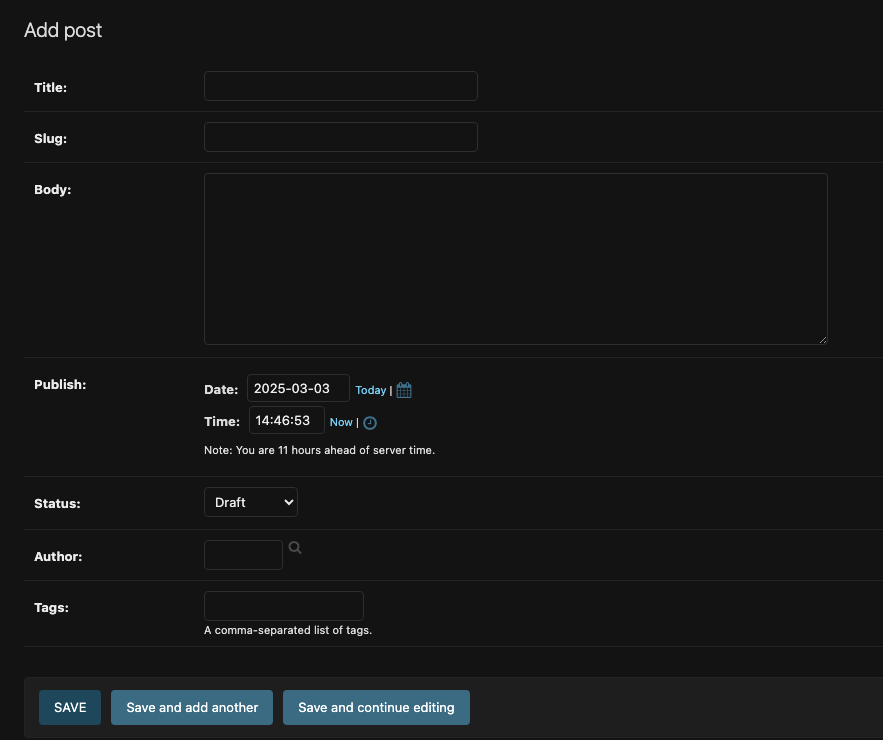 Add post
Title:
Slug:
Body:
Publish:
Date: 2025-03-03 Today |
Time: 14:46:53 Now |
Note: You are 11 hours ahead of server time.
Status: Draft
Author:
Tags:
A comma-separated list of tags.
SAVE Save and add another Save and continue editing